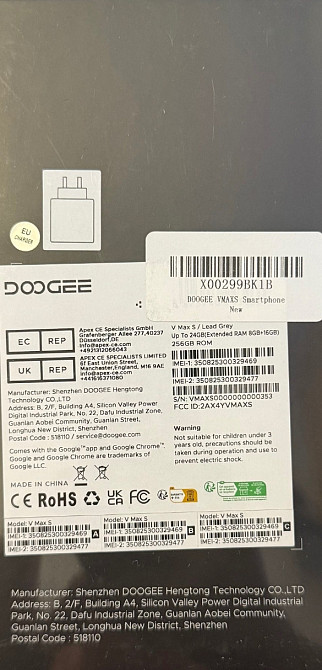 EU
CHARGER
X00299BK1B
DOOGEE VMAXS Smartphone
New
DOOGEE
EC REP
Apex CE Specialists GmbH
Grafenberger Allee 277,40237
Düsseldorf,DE
Info@apex-ce.com
UK REP
APEX CE SPECIALISTS LIMITED
6f Easton Street,
Manchester,England, M16 9AE
Info@apex-ce.com
+441616371080
Manufacturer: Shenzhen DOOGEE Hengtong
Technology CO.,LTD
Address: B, 2/F, Building A4, Silicon Valley Power
Digital Industrial Park, No. 22, Dafu Industrial Zone,
Guanlan Aobei Community, Guanlan Street,
Longhua New District, Shenzhen
Postal Code : 518110 / service@doogee.com
Comes with the Google™app and Google Chrome™.
Google and Google Chrome are trademarks of
Google LLC.
MADE IN CHINA
CE RoHS UKCA FC
V Max S / Lead Grey
Up To 24GB(Extended RAM 8GB+16GB)
256GB ROM
IMEI-1: 350825300329469
IMEI-2: 350825300329477
S/N: VMAXS0000000000353
FCC ID:2AX4YVMAXS
Warning
Not suitable for children under 3
years old, precautions should be
taken during operation and use to
prevent electric shock.
Model: V Max S
IMEI-1: 350825300329469
IMEI-2: 350825300329477
A
Model: V Max S
IMEI-1: 350825300329469
IMEI-2: 350825300329477
B
Model: V Max S
IMEI-1: 350825300329469
IMEI-2: 350825300329477
C
Manufacturer: Shenzhen DOOGEE Hengtong Technology CO.,LTD
Address: B, 2/F, Building A4, Silicon Valley Power Digital Industrial
Park, No. 22, Dafu Industrial Zone, Guanlan Aobei Community,
Guanlan Street, Longhua New District, Shenzhen
Postal Code : 518110